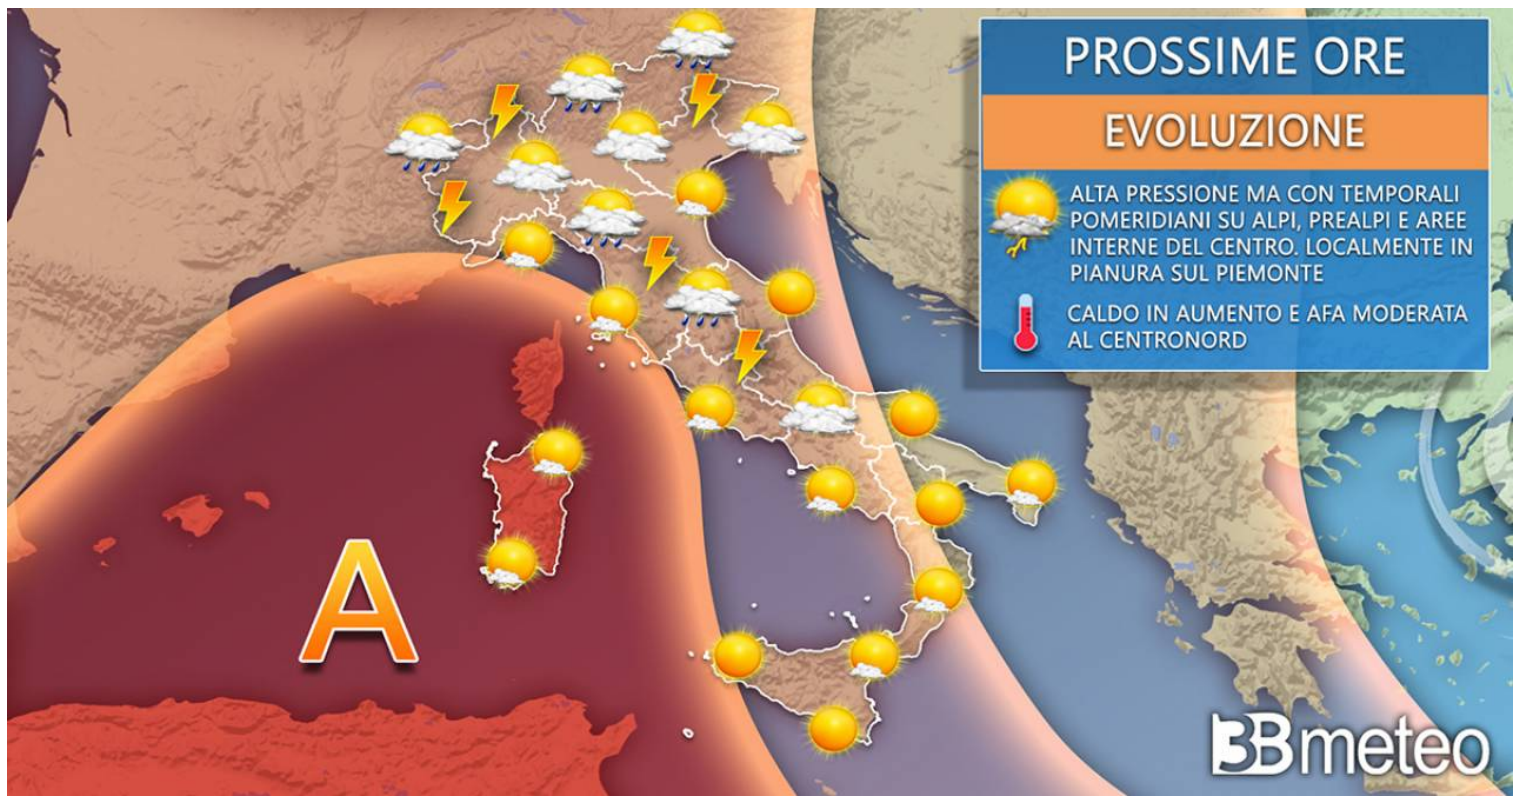 PROSSIME ORE
EVOLUZIONE
ALTA PRESSIONE MA CON TEMPORALI
POMERIDIANI SU ALPI, PREALPI E AREE
INTERNE DEL CENTRO. LOCALMENTE IN
PIANURA SUL PIEMONTE
CALDO IN AUMENTO E AFA MODERATA
AL CENTRONORD
A
3Bmeteo